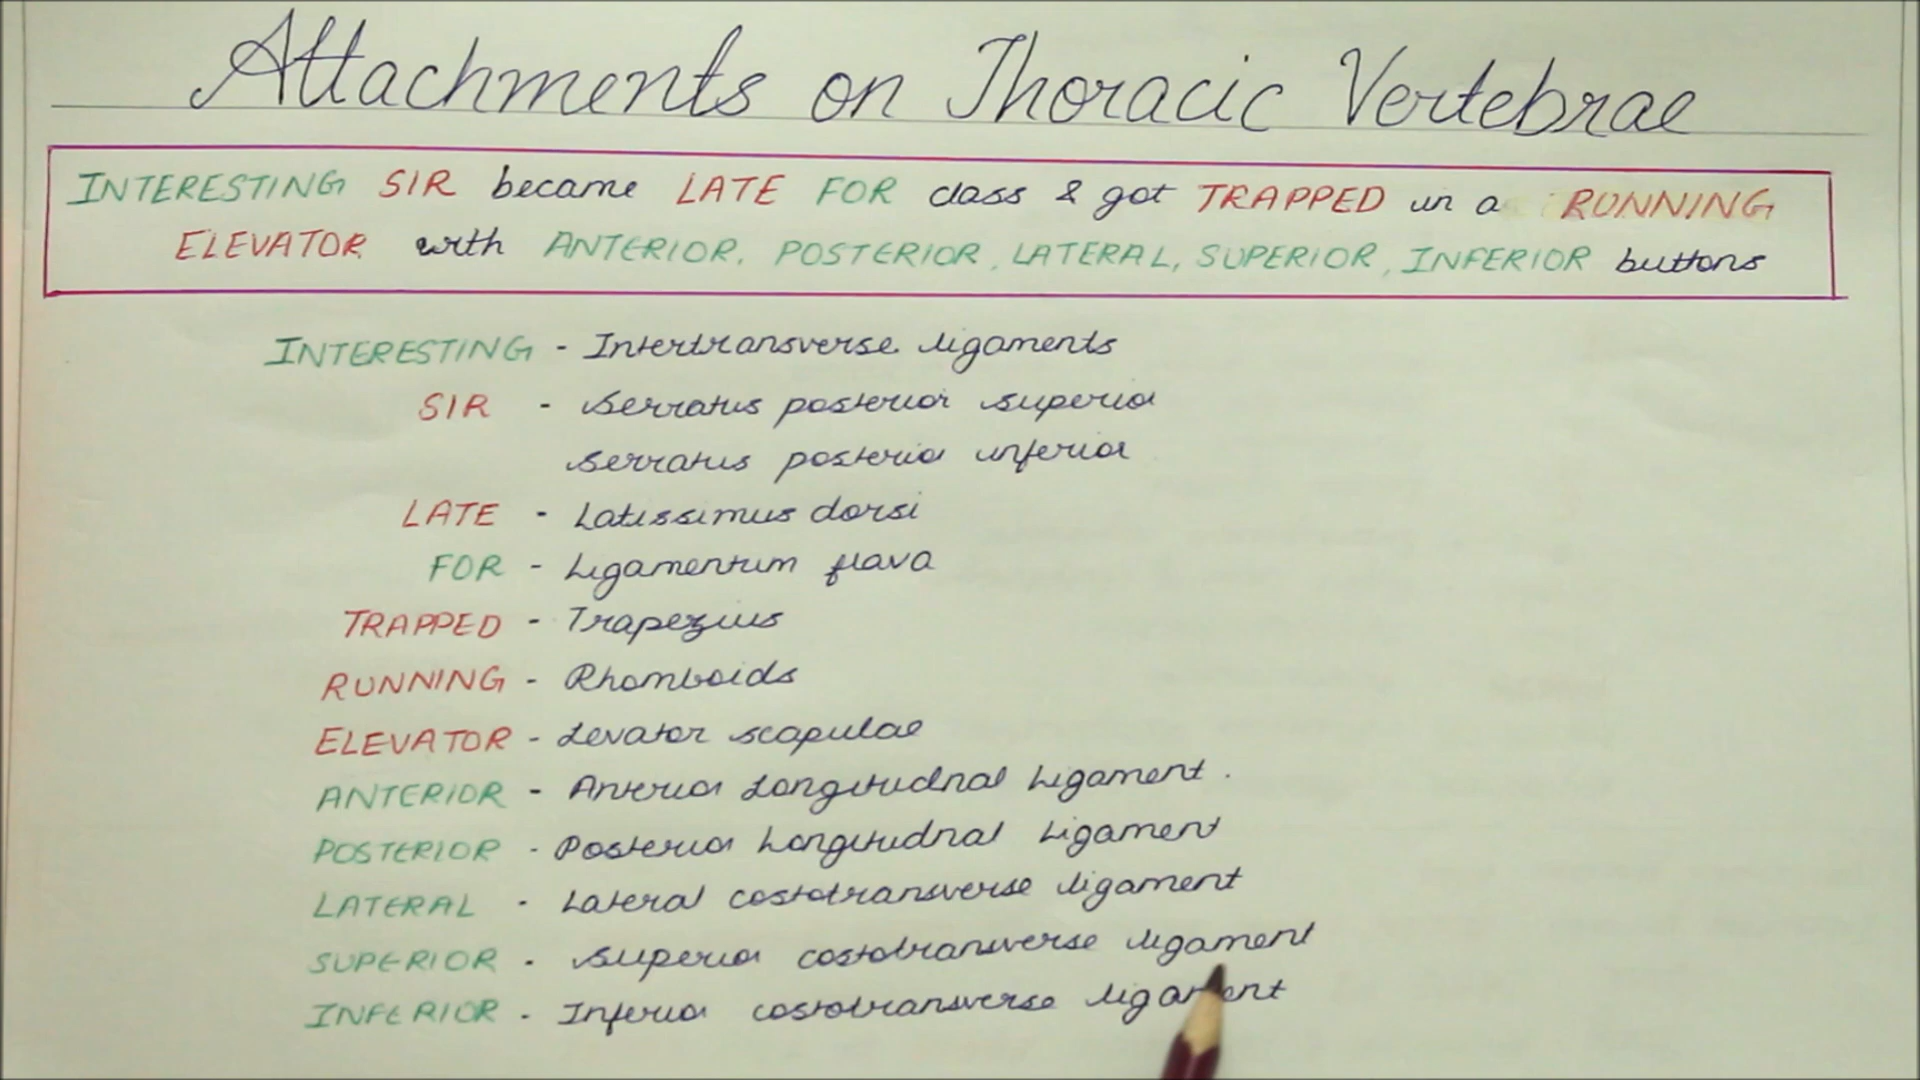 Attachments on Thoracic Vertebrae
INTERESTING SIR became LATE FOR class & got TRAPPED in a RUNNING
ELEVATOR with ANTERIOR, POSTERIOR, LATERAL, SUPERIOR, INFERIOR buttons
INTERESTING - Intertransverse ligaments
SIR - Serratus posterior superior
Serratus posterior inferior
LATE - Latissimus dorsi
FOR - Ligamentum flava
TRAPPED - Trapezius
RUNNING - Rhomboids
ELEVATOR - Levator scapulae
ANTERIOR - Anterior Longitudnal Ligament.
POSTERIOR - Posterior Longitudnal Ligament
LATERAL - Lateral costotransverse ligament
SUPERIOR - Superior costotransverse ligament
INFERIOR - Inferior costotransverse ligament